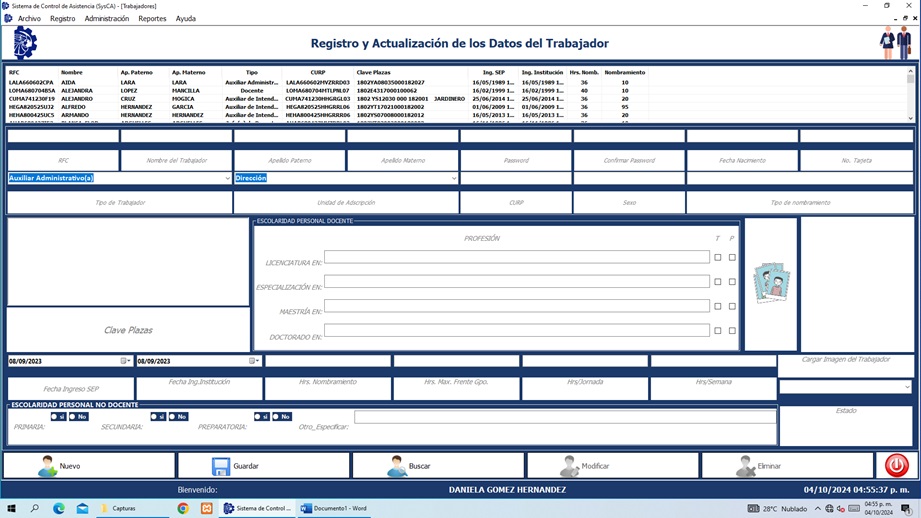 Sistema de Control de Asistencia (SysCA) - [Trabajadores]
Archivo Registro Administración Reportes Ayuda
Registro y Actualización de los Datos del Trabajador
RFC Nombre Ap. Paterno Ap. Materno Tipo CURP Clave Plazas Ing. SEP Ing. Institución Hrs. Nomb. Nombramiento
LALA660602CPA AIDA LARA LARA Auxiliar Administr... LALA660602MVZRRD03 1802YA08035000182027 16/05/1989 1... 16/05/1989 1... 36 10
LOMA680704B5A ALEJANDRA LOPEZ MANCILLA Docente LOMA680704HTLPNL07 1802E4317000100062 16/02/1999 1... 16/02/1999 1... 40 10
CUMA741230F19 ALEJANDRO CRUZ MOGICA Auxiliar de Intend... CUMA741230HHGRGL03 1802 YS12030 000 182001 JARDINERO 16/05/1999 1... 16/05/1999 1... 36 20
HEGA820525UJ2 ALFREDO HERNANDEZ GARCIA Auxiliar de Intend... HEGA820525HHGRRL06 1802YT17021000182002 01/06/2009 1... 01/06/2009 1... 36 95
HEHA800425UC5 ARMANDO HERNANDEZ HERNANDEZ Auxiliar de Intend... HEHA800425HHGRRR06 1802YS07008000182012 16/05/2013 1... 16/05/2013 1... 36 20
RFC Nombre del Trabajador Apellido Paterno Apellido Materno Password Confirmar Password Fecha Nacimiento No. Tarjeta
Auxiliar Administrativo(a) Dirección
Tipo de Trabajador Unidad de Adscripción CURP Sexo Tipo de nombramiento
ESCOLARIDAD PERSONAL DOCENTE
PROFESIÓN T P
LICENCIATURA EN:
ESPECIALIZACIÓN EN:
MAESTRÍA EN:
DOCTORADO EN:
Clave Plazas
08/09/2023 08/09/2023
Cargar Imagen del Trabajador
Fecha Ingreso SEP Fecha Ing.Institución Hrs. Nombramiento Hrs. Max. Frente Gpo. Hrs/Jornada Hrs/Semana
ESCOLARIDAD PERSONAL NO DOCENTE
Estado
PRIMARIA: si No SECUNDARIA: si No PREPARATORIA: si No Otro_Especificar:
Nuevo Guardar Buscar Modificar Eliminar
Bienvenido: DANIELA GOMEZ HERNANDEZ 04/10/2024 04:55:37 p. m.
Capturas Sistema de Control ... Documento1 - Word 28°C Nublado 04:55 p. m.
04/10/2024